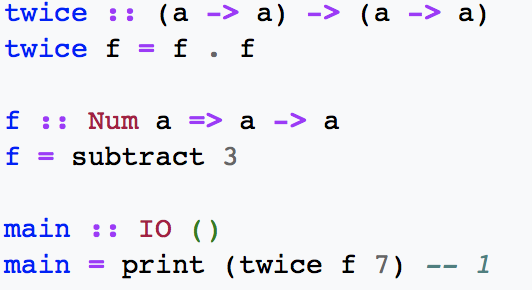 twice :: (a -> a) -> (a -> a)
twice f = f . f
f :: Num a => a -> a
f = subtract 3
main :: IO ()
main = print (twice f 7) -- 1